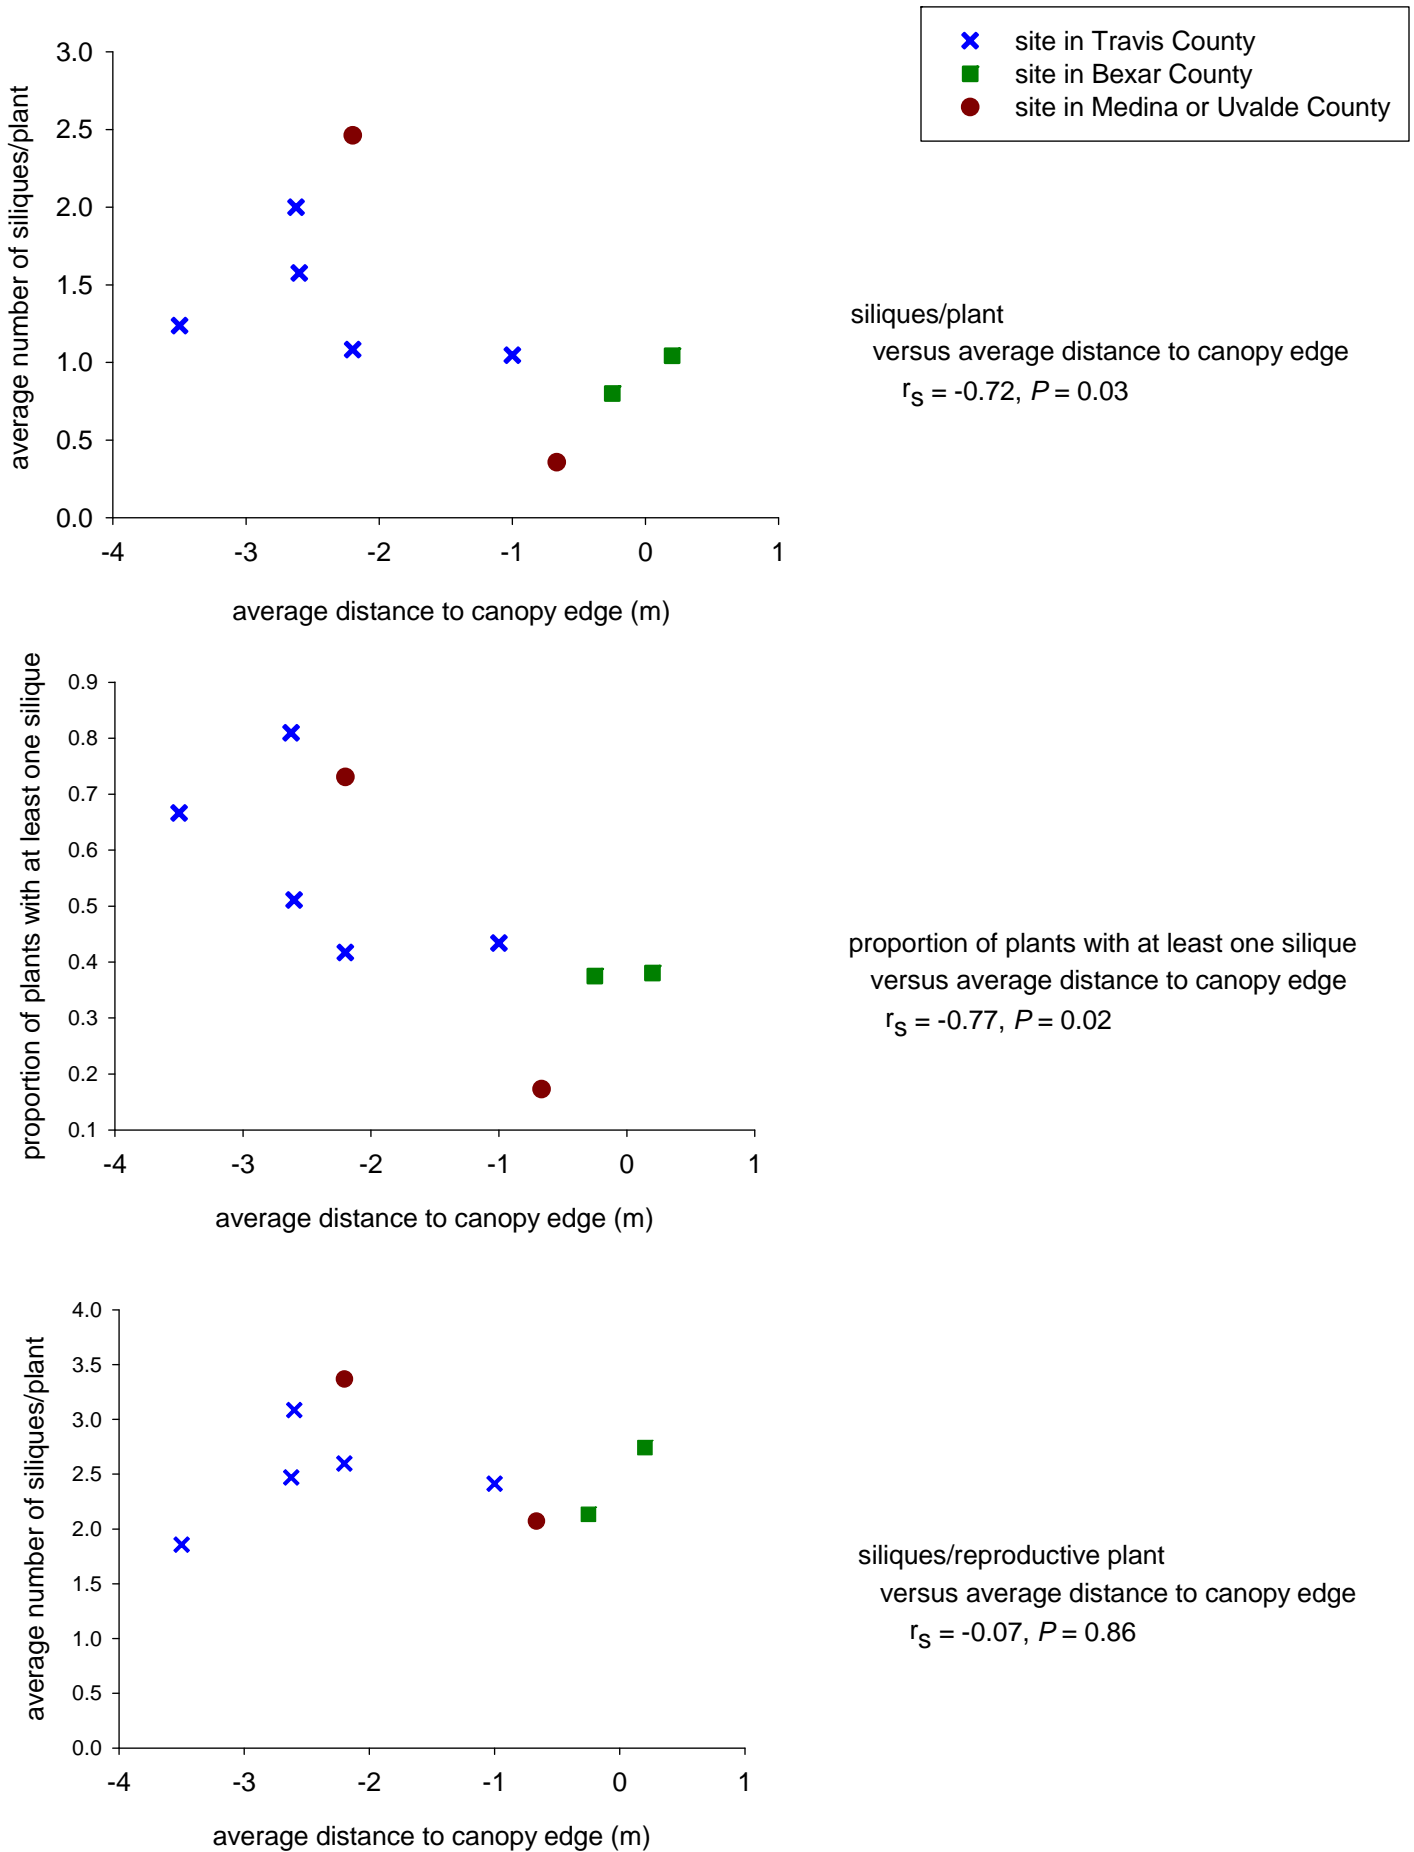 site in Travis County
site in Bexar County
site in Medina or Uvalde County
average number of siliques/plant
3.0
2.5
2.0
1.5
1.0
0.5
0.0
-4 -3 -2 -1 0 1
average distance to canopy edge (m)
siliques/plant
versus average distance to canopy edge
rs = -0.72, P = 0.03
proportion of plants with at least one silique
0.9
0.8
0.7
0.6
0.5
0.4
0.3
0.2
0.1
-4 -3 -2 -1 0 1
average distance to canopy edge (m)
proportion of plants with at least one silique
versus average distance to canopy edge
rs = -0.77, P = 0.02
average number of siliques/plant
4.0
3.5
3.0
2.5
2.0
1.5
1.0
0.5
0.0
-4 -3 -2 -1 0 1
average distance to canopy edge (m)
siliques/reproductive plant
versus average distance to canopy edge
rs = -0.07, P = 0.86